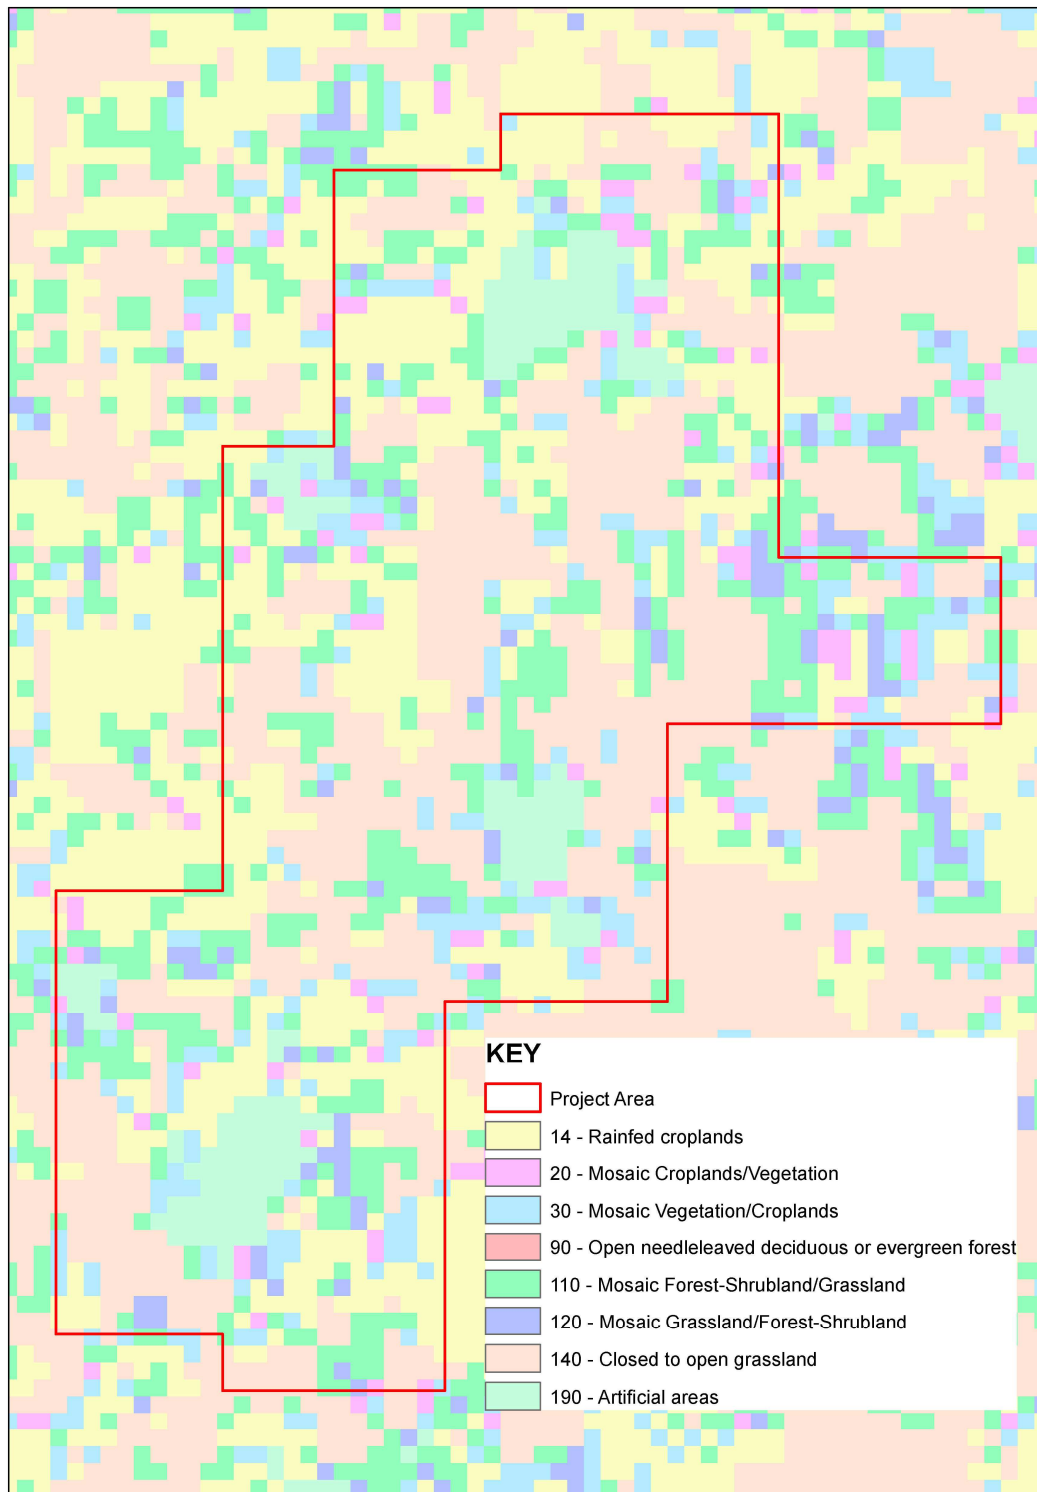 KEY
Project Area
14 - Rainfed croplands
20 - Mosaic Croplands/Vegetation
30 - Mosaic Vegetation/Croplands
90 - Open needleleaved deciduous or evergreen forest
110 - Mosaic Forest-Shrubland/Grassland
120 - Mosaic Grassland/Forest-Shrubland
140 - Closed to open grassland
190 - Artificial areas